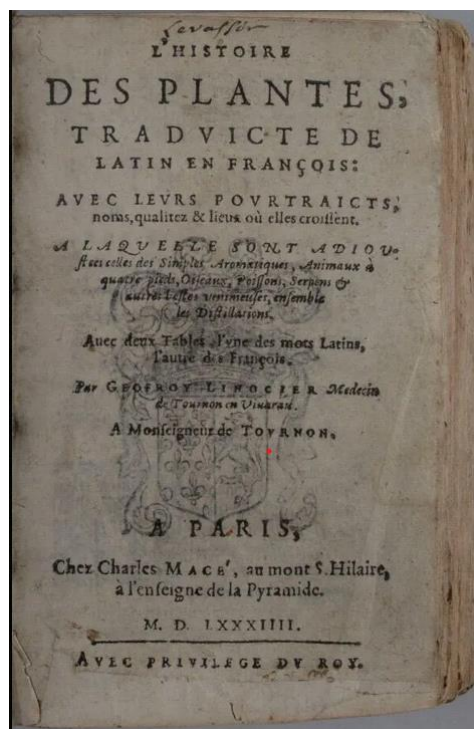 Levassor
L'HISTOIRE
DES PLANTES,
TRADVICTE DE
LATIN EN FRANÇOIS:
AVEC LEVRS POVRTRAICTS,
noms, qualitez & lieux où elles croissent.
A LAQVELLE SONT ADIOV-
stees celles des Simples Aromatiques, Animaux à
quatre pieds, Oiseaux, Poissons, Serpens &
autres bestes venimeuses, ensemble
les Distillations.
Auec deux Tables, l'vne des mots Latins,
l'autre des François.
Par GEOFROY LINOCIER Medecin
de Tournon en Viuarais.
A Monseigneur de TOVRNON.
A PARIS,
Chez Charles MACE', au mont S. Hilaire,
à l'enseigne de la Pyramide.
M. D. LXXXIIII.
AVEC PRIVILEGE DV ROY.